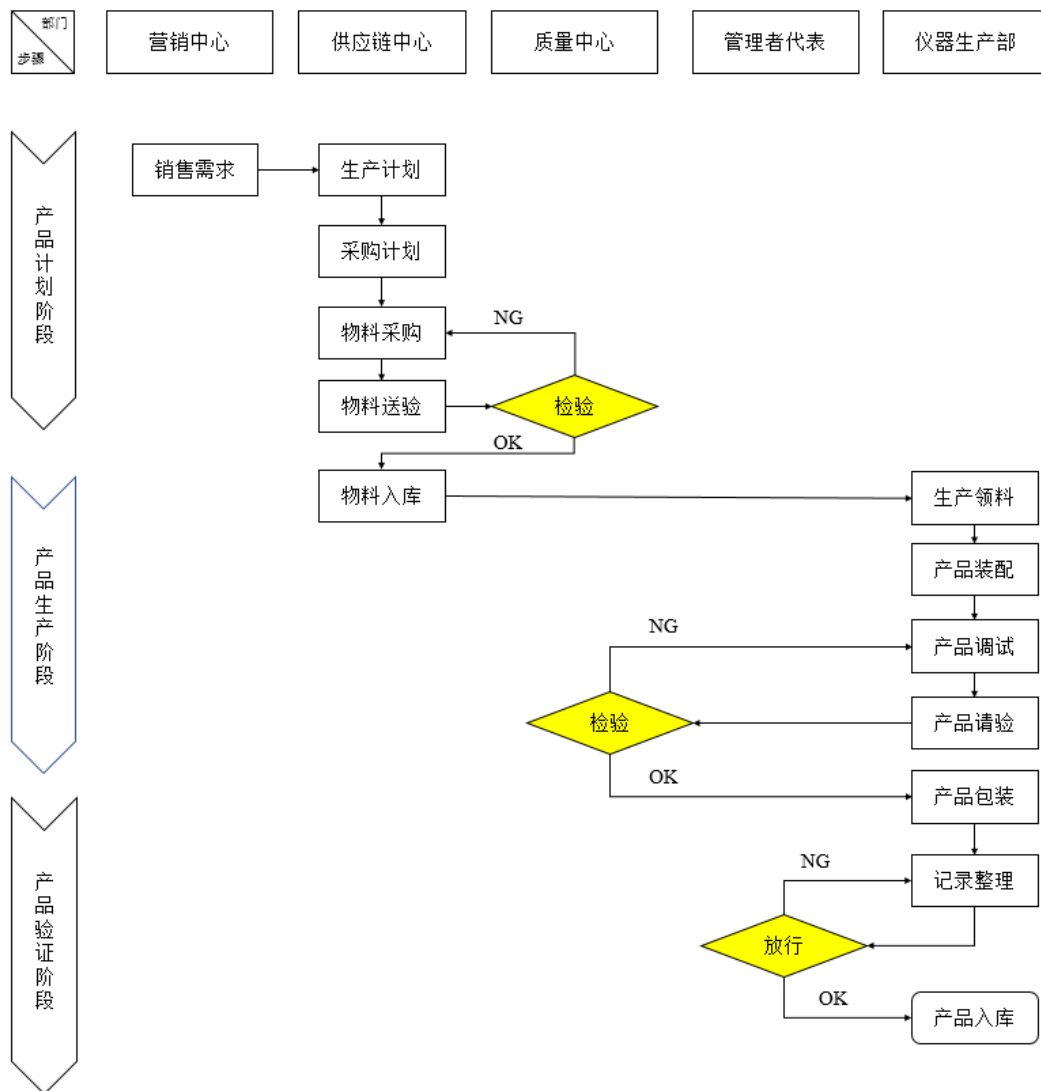 部门
步骤
营销中心
供应链中心
质量中心
管理者代表
仪器生产部
产品计划阶段
销售需求
生产计划
采购计划
物料采购
NG
物料送验
检验
OK
物料入库
产品生产阶段
生产领料
产品装配
NG
产品调试
检验
产品请验
OK
产品包装
产品验证阶段
NG
记录整理
放行
OK
产品入库